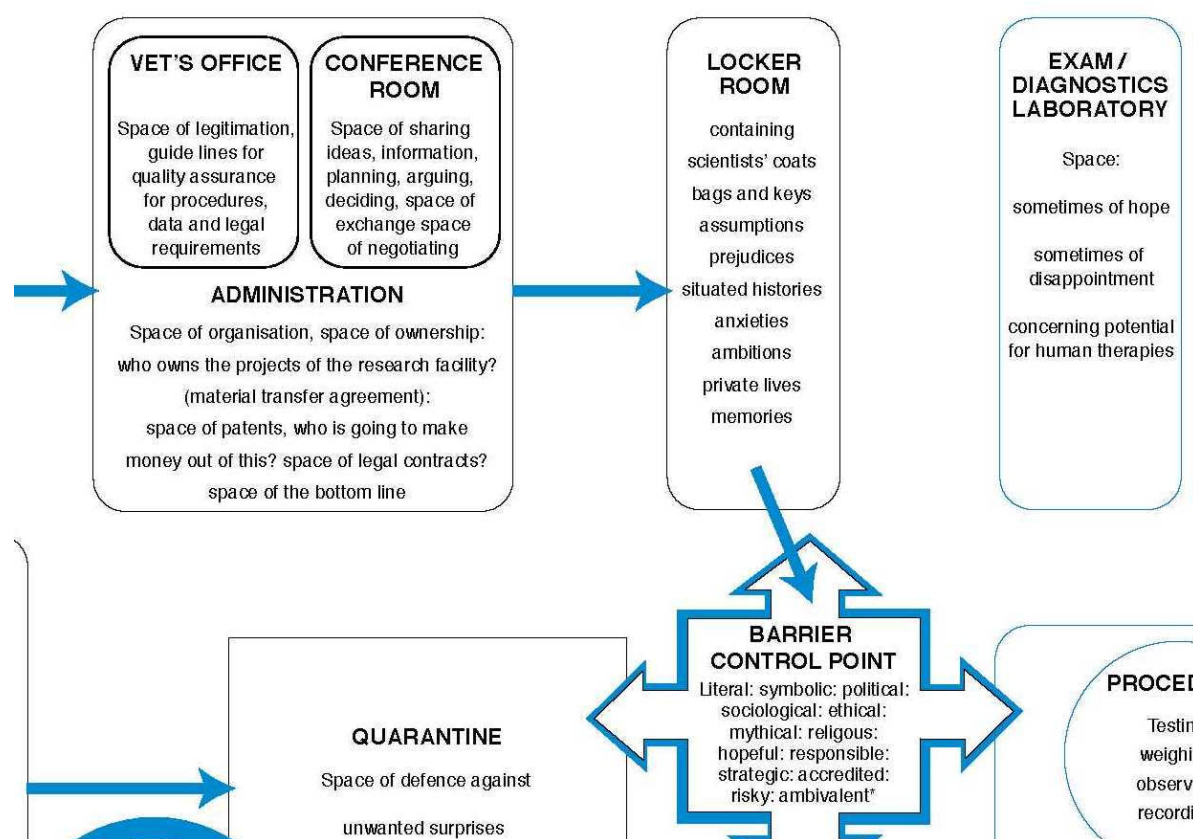 VET'S OFFICE
Space of legitimation,
guide lines for
quality assurance
for procedures,
data and legal
requirements
CONFERENCE
ROOM
Space of sharing
ideas, information,
planning, arguing,
deciding, space of
exchange space
of negotiating
ADMINISTRATION
Space of organisation, space of ownership:
who owns the projects of the research facility?
(material transfer agreement):
space of patents, who is going to make
money out of this? space of legal contracts?
space of the bottom line
LOCKER
ROOM
containing
scientists' coats
bags and keys
assumptions
prejudices
situated histories
anxieties
ambitions
private lives
memories
EXAM /
DIAGNOSTICS
LABORATORY
Space:
sometimes of hope
sometimes of
disappointment
concerning potential
for human therapies
QUARANTINE
Space of defence against
unwanted surprises
BARRIER
CONTROL POINT
Literal: symbolic: political:
sociological: ethical:
mythical: religous:
hopeful: responsible:
strategic: accredited:
risky: ambivalent*
PROCED
Testin
weighi
observ
recordi